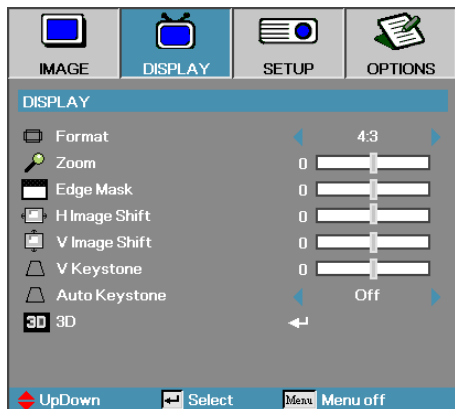 IMAGE DISPLAY SETUP OPTIONS
DISPLAY
Format 4:3
Zoom 0
Edge Mask 0
H Image Shift 0
V Image Shift 0
V Keystone 0
Auto Keystone Off
3D 3D
UpDown Select Menu Menu off